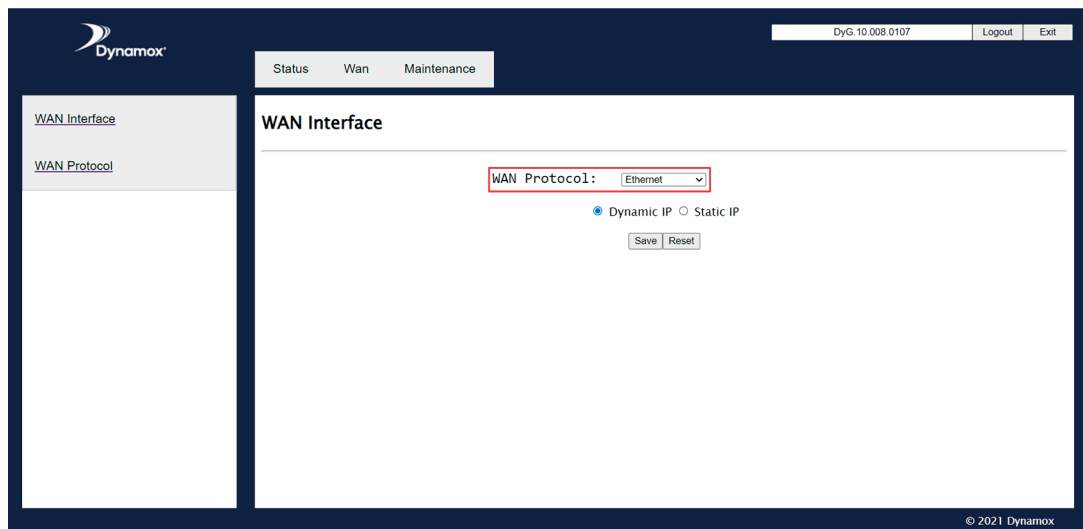 Dynamox
DyG.10.008.0107 Logout Exit
Status Wan Maintenance
WAN Interface
WAN Protocol
WAN Interface
WAN Protocol: Ethernet
Dynamic IP Static IP
Save Reset
© 2021 Dynamox